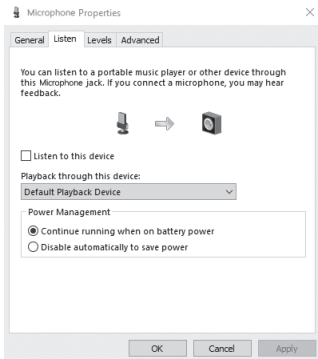 Microphone Properties
General Listen Levels Advanced
You can listen to a portable music player or other device through
this Microphone jack. If you connect a microphone, you may hear
feedback.
Listen to this device
Playback through this device:
Default Playback Device
Power Management
Continue running when on battery power
Disable automatically to save power
OK Cancel Apply